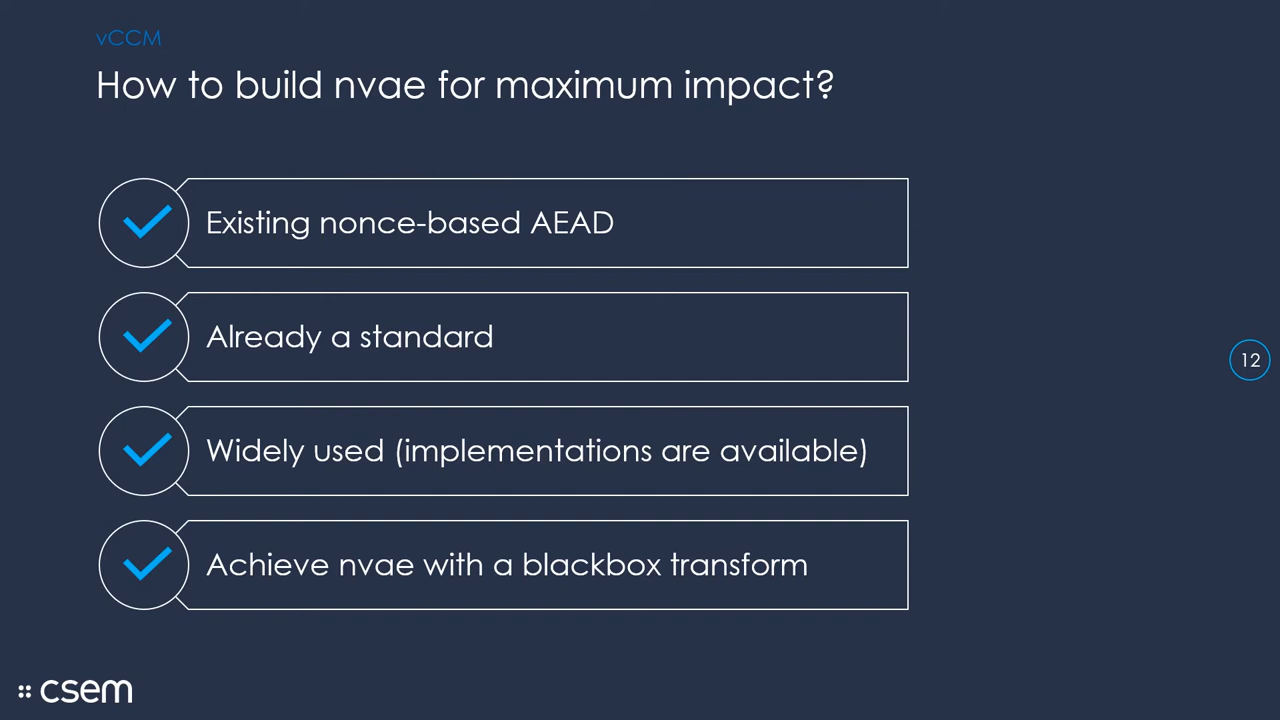 vCCM
How to build nvae for maximum impact?
Existing nonce-based AEAD
Already a standard
Widely used (implementations are available)
Achieve nvae with a blackbox transform
12
csem